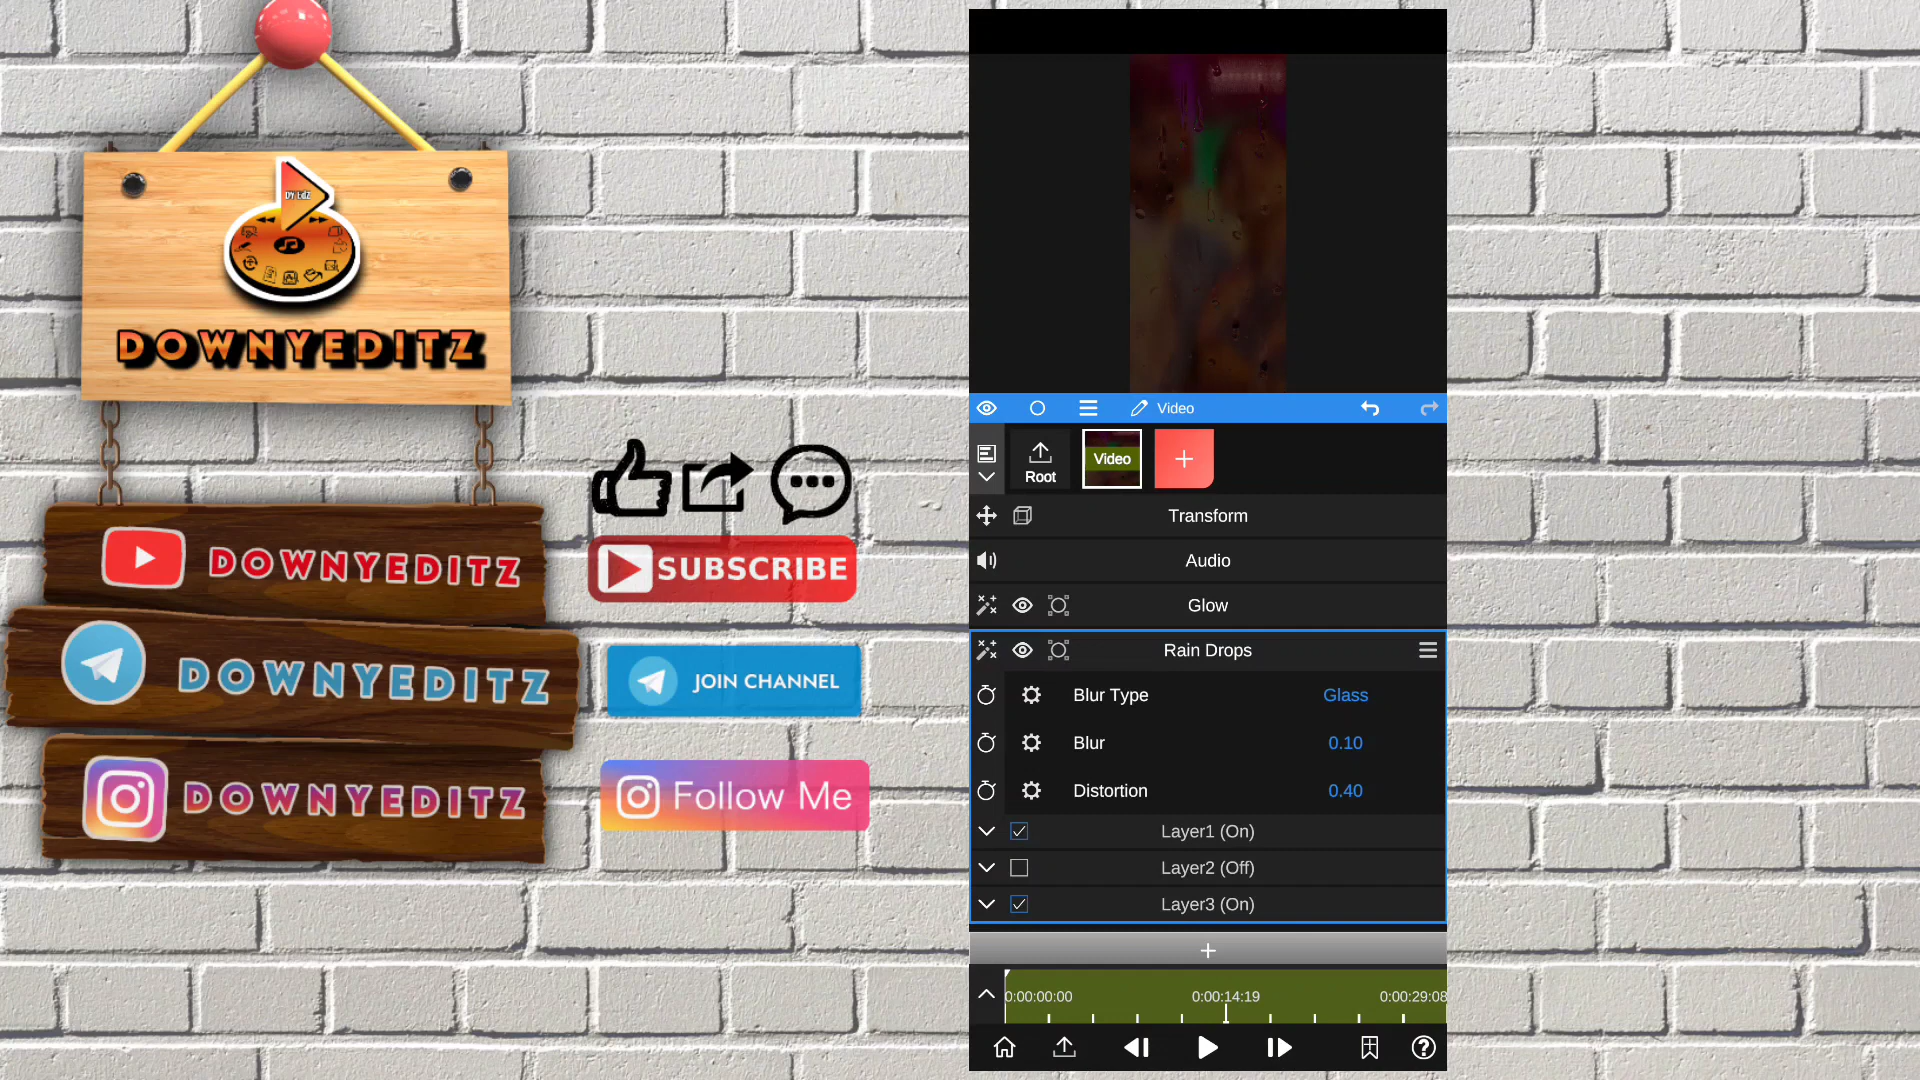 DY Edz
DOWNYEDITZ
DOWNYEDITZ
DOWNYEDITZ
DOWNYEDITZ
SUBSCRIBE
JOIN CHANNEL
Follow Me
Video
Root
Video
Transform
Audio
Glow
Rain Drops
Blur Type Glass
Blur 0.10
Distortion 0.40
Layer1 (On)
Layer2 (Off)
Layer3 (On)
0:00:00:00 0:00:14:19 0:00:29:08